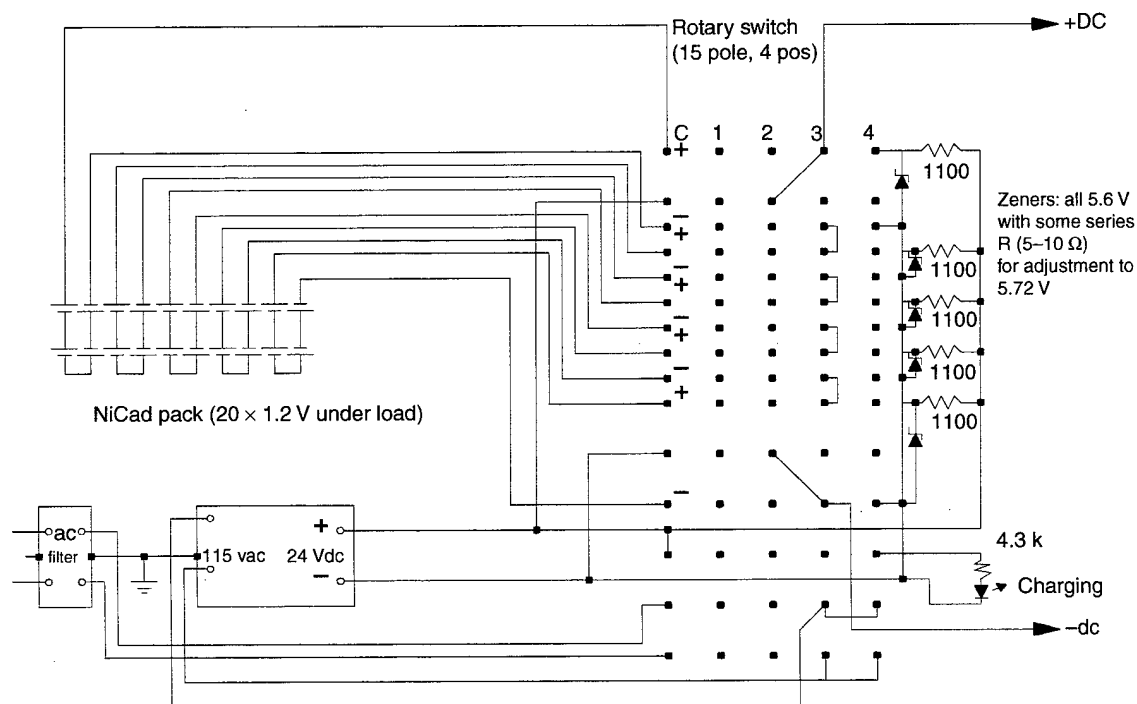 Rotary switch
(15 pole, 4 pos)
+DC
C 1 2 3 4
+
1100
Zeners: all 5.6 V
with some series
R (5–10 Ω)
for adjustment to
5.72 V
−
+
1100
−
+
1100
−
+
1100
−
+
1100
−
NiCad pack (20 × 1.2 V under load)
ac
filter
115 vac
24 Vdc
+
−
4.3 k
Charging
−dc